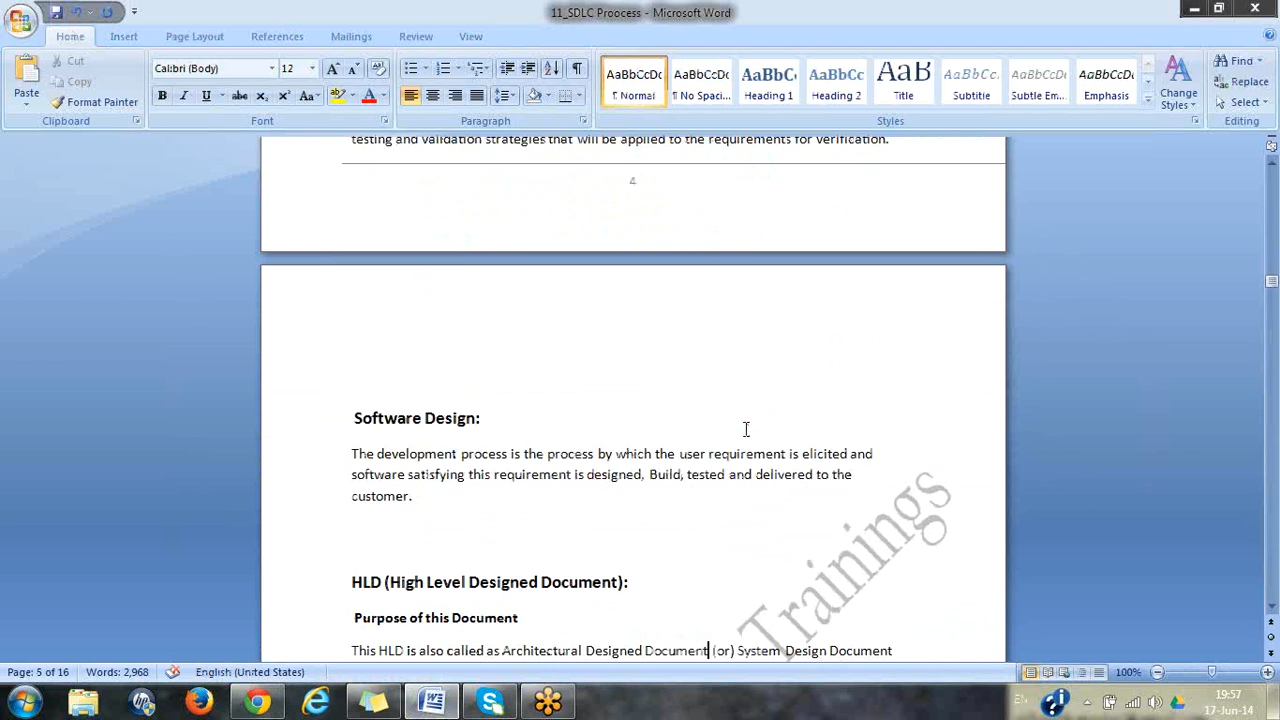 11_SDLC Proocess - Microsoft Word
Home Insert Page Layout References Mailings Review View
Paste
Cut
Copy
Format Painter
Clipboard
Calibri (Body) 12
Font
Paragraph
AaBbCcDc AaBbCcDc AaBbC AaBbCc AaB AaBbCc. AaBbCcDc AaBbCcDc
¶ Normal ¶ No Spaci... Heading 1 Heading 2 Title Subtitle Subtle Em... Emphasis
Change Styles
Styles
Find
Replace
Select
Editing
testing and validation strategies that will be applied to the requirements for verification.
4
Software Design:
The development process is the process by which the user requirement is elicited and
software satisfying this requirement is designed, Build, tested and delivered to the
customer.
HLD (High Level Designed Document):
Purpose of this Document
This HLD is also called as Architectural Designed Document (or) System Design Document
Trainings
Page: 5 of 16 Words: 2,968 English (United States) 100%
EN 19:57
17-Jun-14